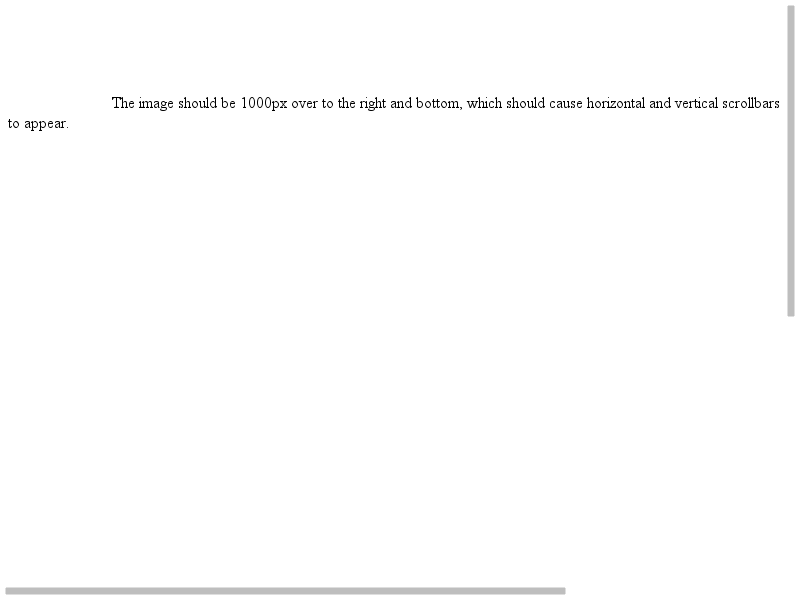 The image should be 1000px over to the right and bottom, which should cause horizontal and vertical scrollbars
to appear.